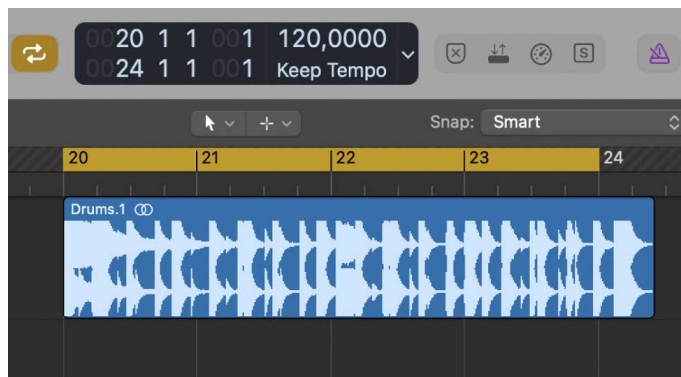 0020 1 1 001 120,0000
0024 1 1 001 Keep Tempo
S
Snap: Smart
20 21 22 23 24
Drums.1